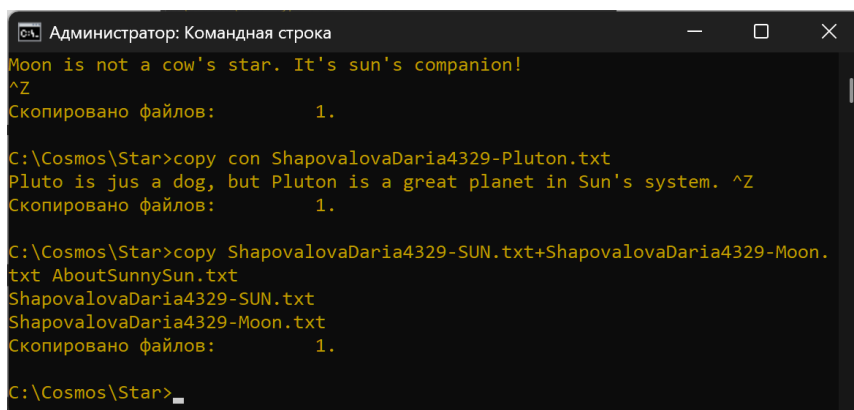 Администратор: Командная строка
Moon is not a cow's star. It's sun's companion!
^Z
Скопировано файлов:         1.
C:\Cosmos\Star>copy con ShapovalovaDaria4329-Pluton.txt
Pluto is jus a dog, but Pluton is a great planet in Sun's system. ^Z
Скопировано файлов:         1.
C:\Cosmos\Star>copy ShapovalovaDaria4329-SUN.txt+ShapovalovaDaria4329-Moon.
txt AboutSunnySun.txt
ShapovalovaDaria4329-SUN.txt
ShapovalovaDaria4329-Moon.txt
Скопировано файлов:         1.
C:\Cosmos\Star>